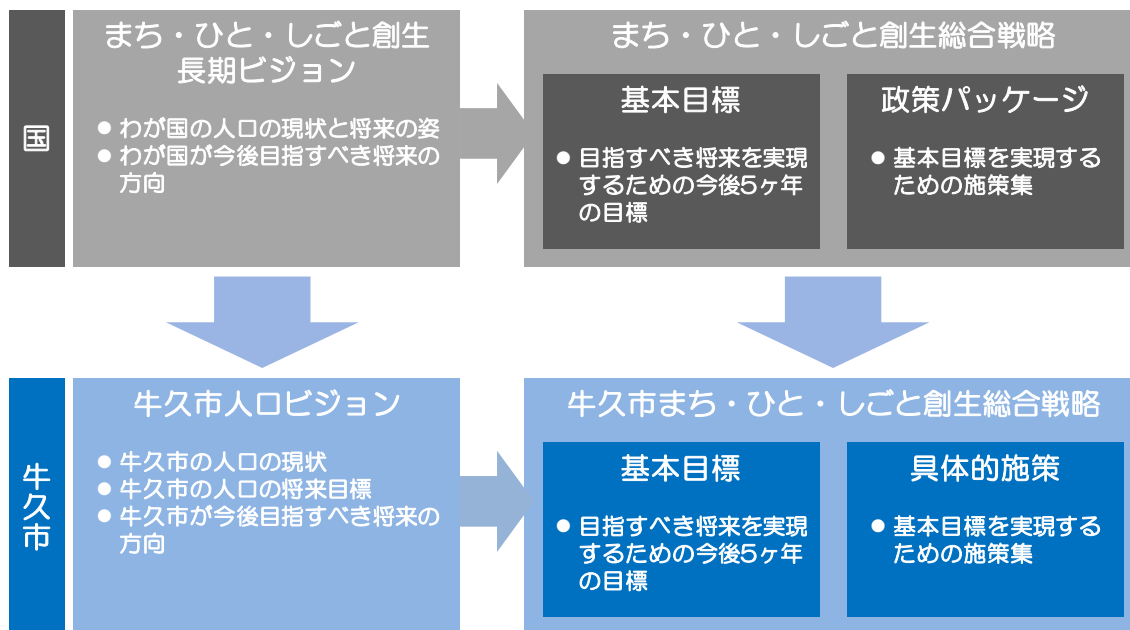 国
まち・ひと・しごと創生
長期ビジョン
● わが国の人口の現状と将来の姿
● わが国が今後目指すべき将来の
方向
まち・ひと・しごと創生総合戦略
基本目標
● 目指すべき将来を実現
するための今後5ヶ年
の目標
政策パッケージ
● 基本目標を実現する
ための施策集
牛久市
牛久市人口ビジョン
● 牛久市の人口の現状
● 牛久市の人口の将来目標
● 牛久市が今後目指すべき将来の
方向
牛久市まち・ひと・しごと創生総合戦略
基本目標
● 目指すべき将来を実現
するための今後5ヶ年
の目標
具体的施策
● 基本目標を実現する
ための施策集